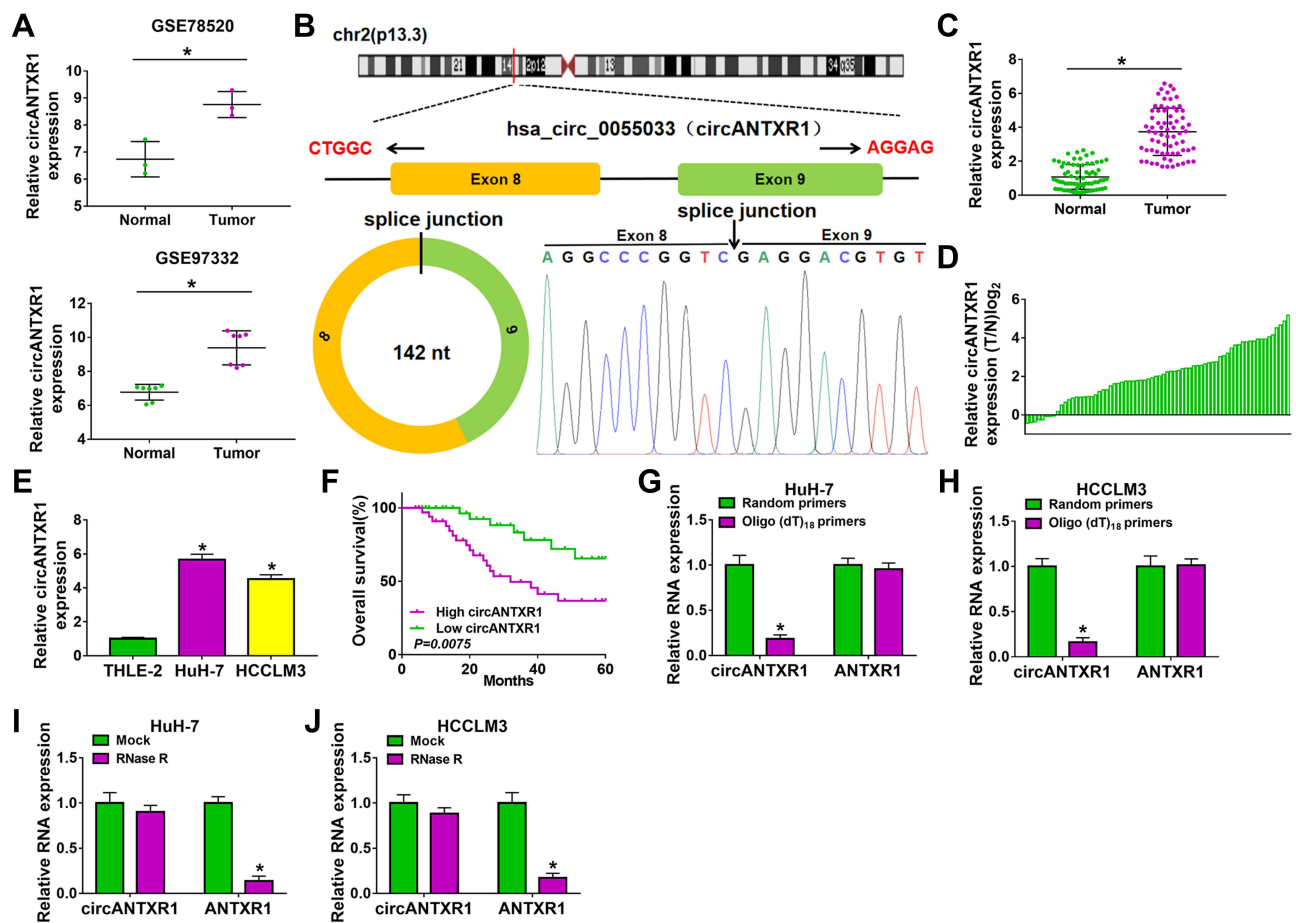 A
GSE78520
*
Relative circANTXR1
expression
10
9
8
7
6
5
Normal
Tumor
GSE97332
*
Relative circANTXR1
expression
12
10
8
6
4
Normal
Tumor
B
chr2(p13.3)
21
14
2p12
13
34
q35
hsa_circ_0055033（circANTXR1）
CTGGC
AGGAG
Exon 8
Exon 9
splice junction
8
9
142 nt
splice junction
Exon 8
Exon 9
A G G C C C G G T C G A G G A C G T G T
C
*
Relative circANTXR1
expression
8
6
4
2
0
Normal
Tumor
D
Relative circANTXR1
expression (T/N)log2
6
4
2
0
E
Relative circANTXR1
expression
8
6
4
2
0
*
*
THLE-2
HuH-7
HCCLM3
F
Overall survival(%)
100
50
High circANTXR1
Low circANTXR1
P=0.0075
0
20
40
60
Months
G
HuH-7
Random primers
Oligo (dT)18 primers
Relative RNA expression
1.5
1.0
0.5
0.0
*
circANTXR1
ANTXR1
H
HCCLM3
Random primers
Oligo (dT)18 primers
Relative RNA expression
1.5
1.0
0.5
0.0
*
circANTXR1
ANTXR1
I
HuH-7
Mock
RNase R
Relative RNA expression
1.5
1.0
0.5
0.0
*
circANTXR1
ANTXR1
J
HCCLM3
Mock
RNase R
Relative RNA expression
1.5
1.0
0.5
0.0
*
circANTXR1
ANTXR1